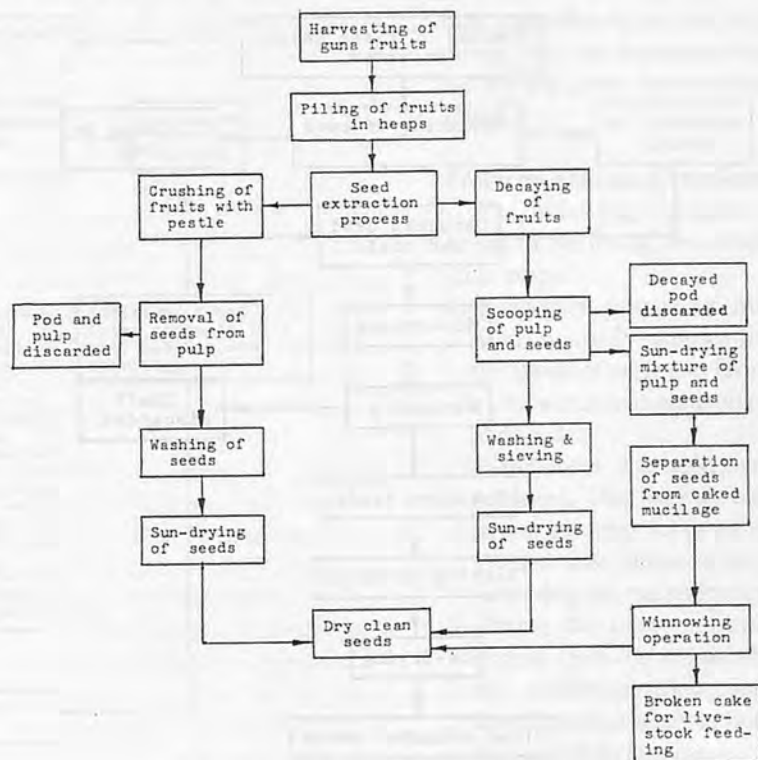 Harvesting of
guna fruits
Piling of fruits
in heaps
Crushing of
fruits with
pestle
Seed
extraction
process
Decaying
of
fruits
Pod and
pulp
discarded
Removal of
seeds from
pulp
Scooping
of pulp
and seeds
Decayed
pod
discarded
Sun-drying
mixture of
pulp and
seeds
Washing of
seeds
Washing &
sieving
Separation
of seeds
from caked
mucilage
Sun-drying
of seeds
Sun-drying
of seeds
Dry clean
seeds
Winnowing
operation
Broken cake
for live-
stock feed-
ing